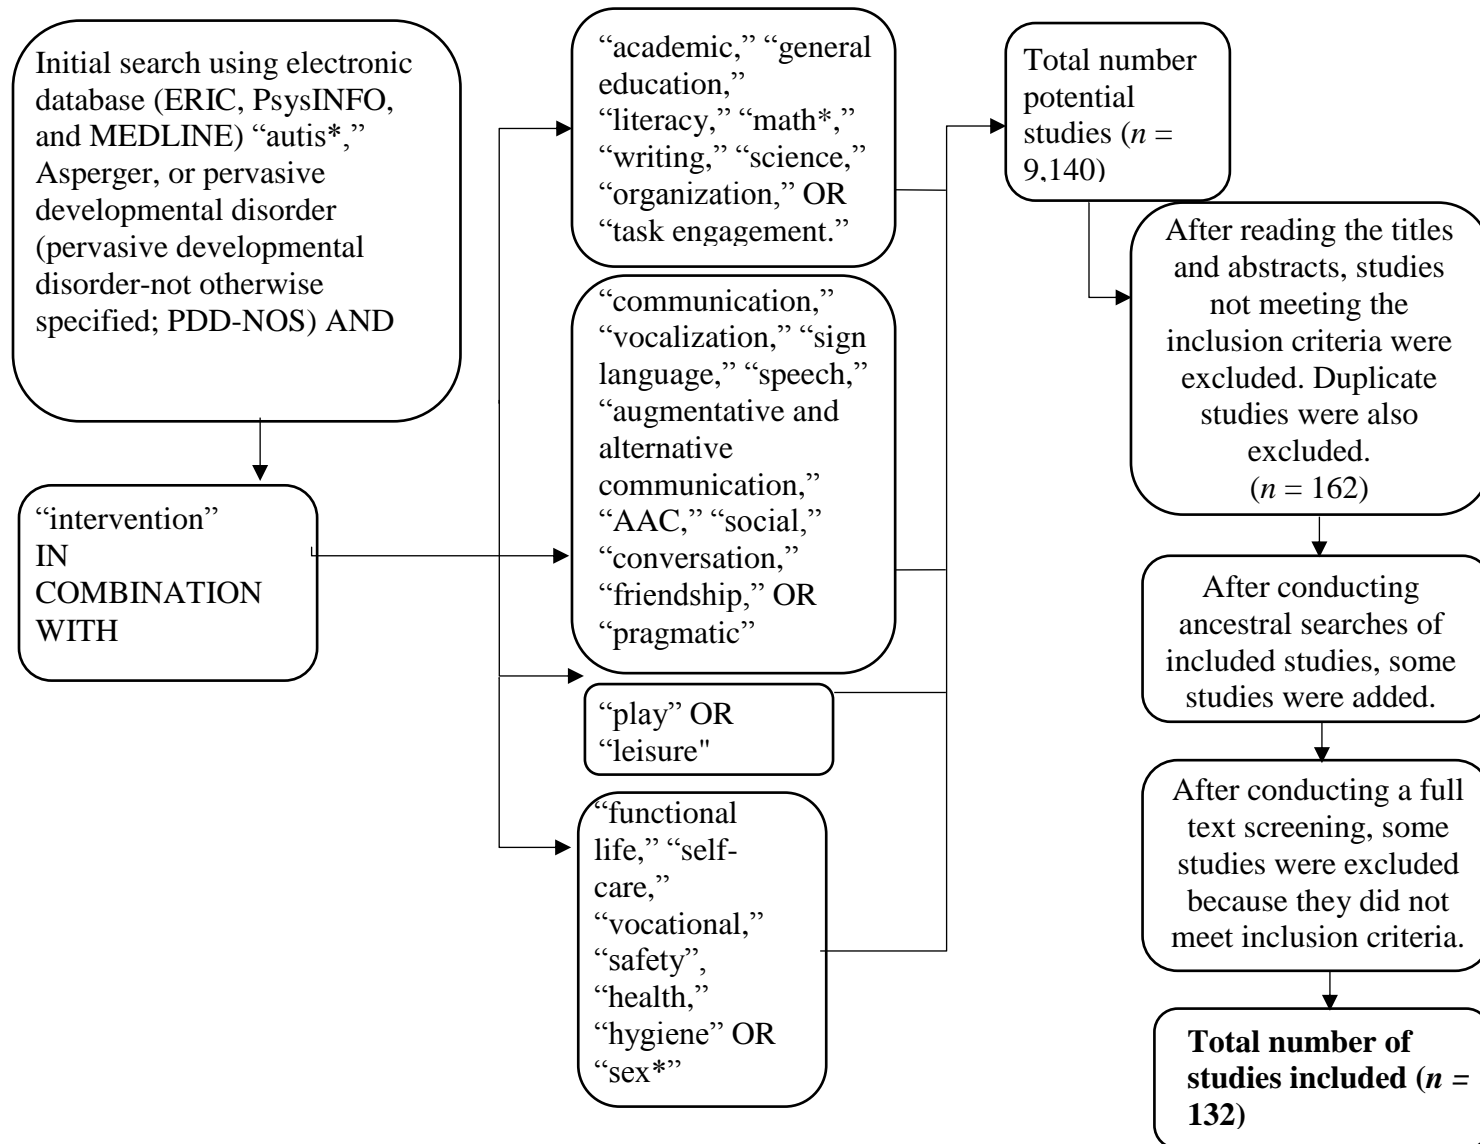 Initial search using electronic
database (ERIC, PsysINFO,
and MEDLINE) “autis*,”
Asperger, or pervasive
developmental disorder
(pervasive developmental
disorder-not otherwise
specified; PDD-NOS) AND
“intervention”
IN
COMBINATION
WITH
“academic,” “general
education,”
“literacy,” “math*,”
“writing,” “science,”
“organization,” OR
“task engagement.”
“communication,”
“vocalization,” “sign
language,” “speech,”
“augmentative and
alternative
communication,”
“AAC,” “social,”
“conversation,”
“friendship,” OR
“pragmatic”
“play” OR
“leisure"
“functional
life,” “self-
care,”
“vocational,”
“safety”,
“health,”
“hygiene” OR
“sex*”
Total number
potential
studies (n =
9,140)
After reading the titles
and abstracts, studies
not meeting the
inclusion criteria were
excluded. Duplicate
studies were also
excluded.
(n = 162)
After conducting
ancestral searches of
included studies, some
studies were added.
After conducting a full
text screening, some
studies were excluded
because they did not
meet inclusion criteria.
Total number of
studies included (n =
132)